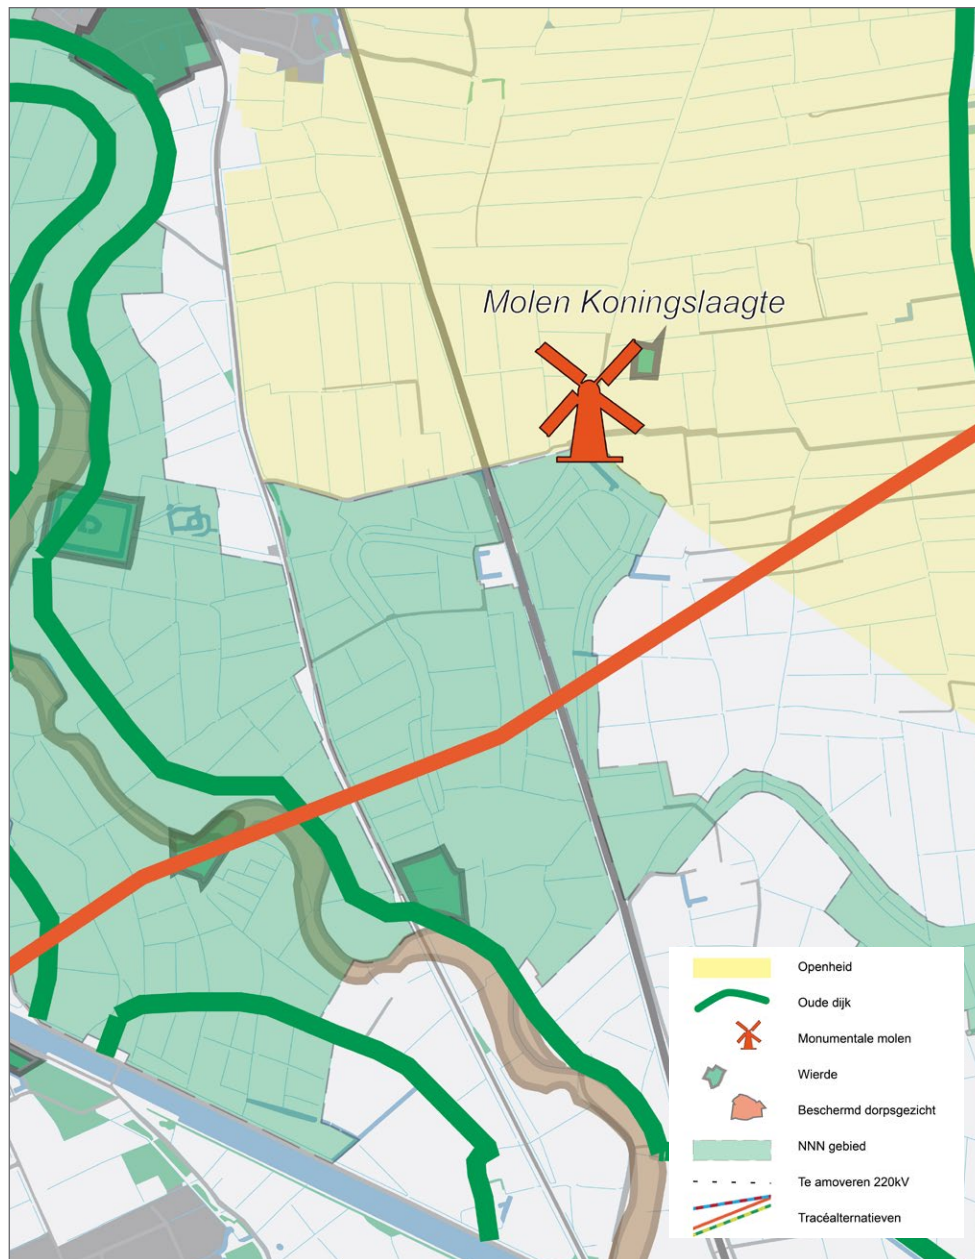 Molen Koningslaagte
Openheid
Oude dijk
Monumentale molen
Wierde
Beschermd dorpsgezicht
NNN gebied
Te amoveren 220kV
Tracéalternatieven